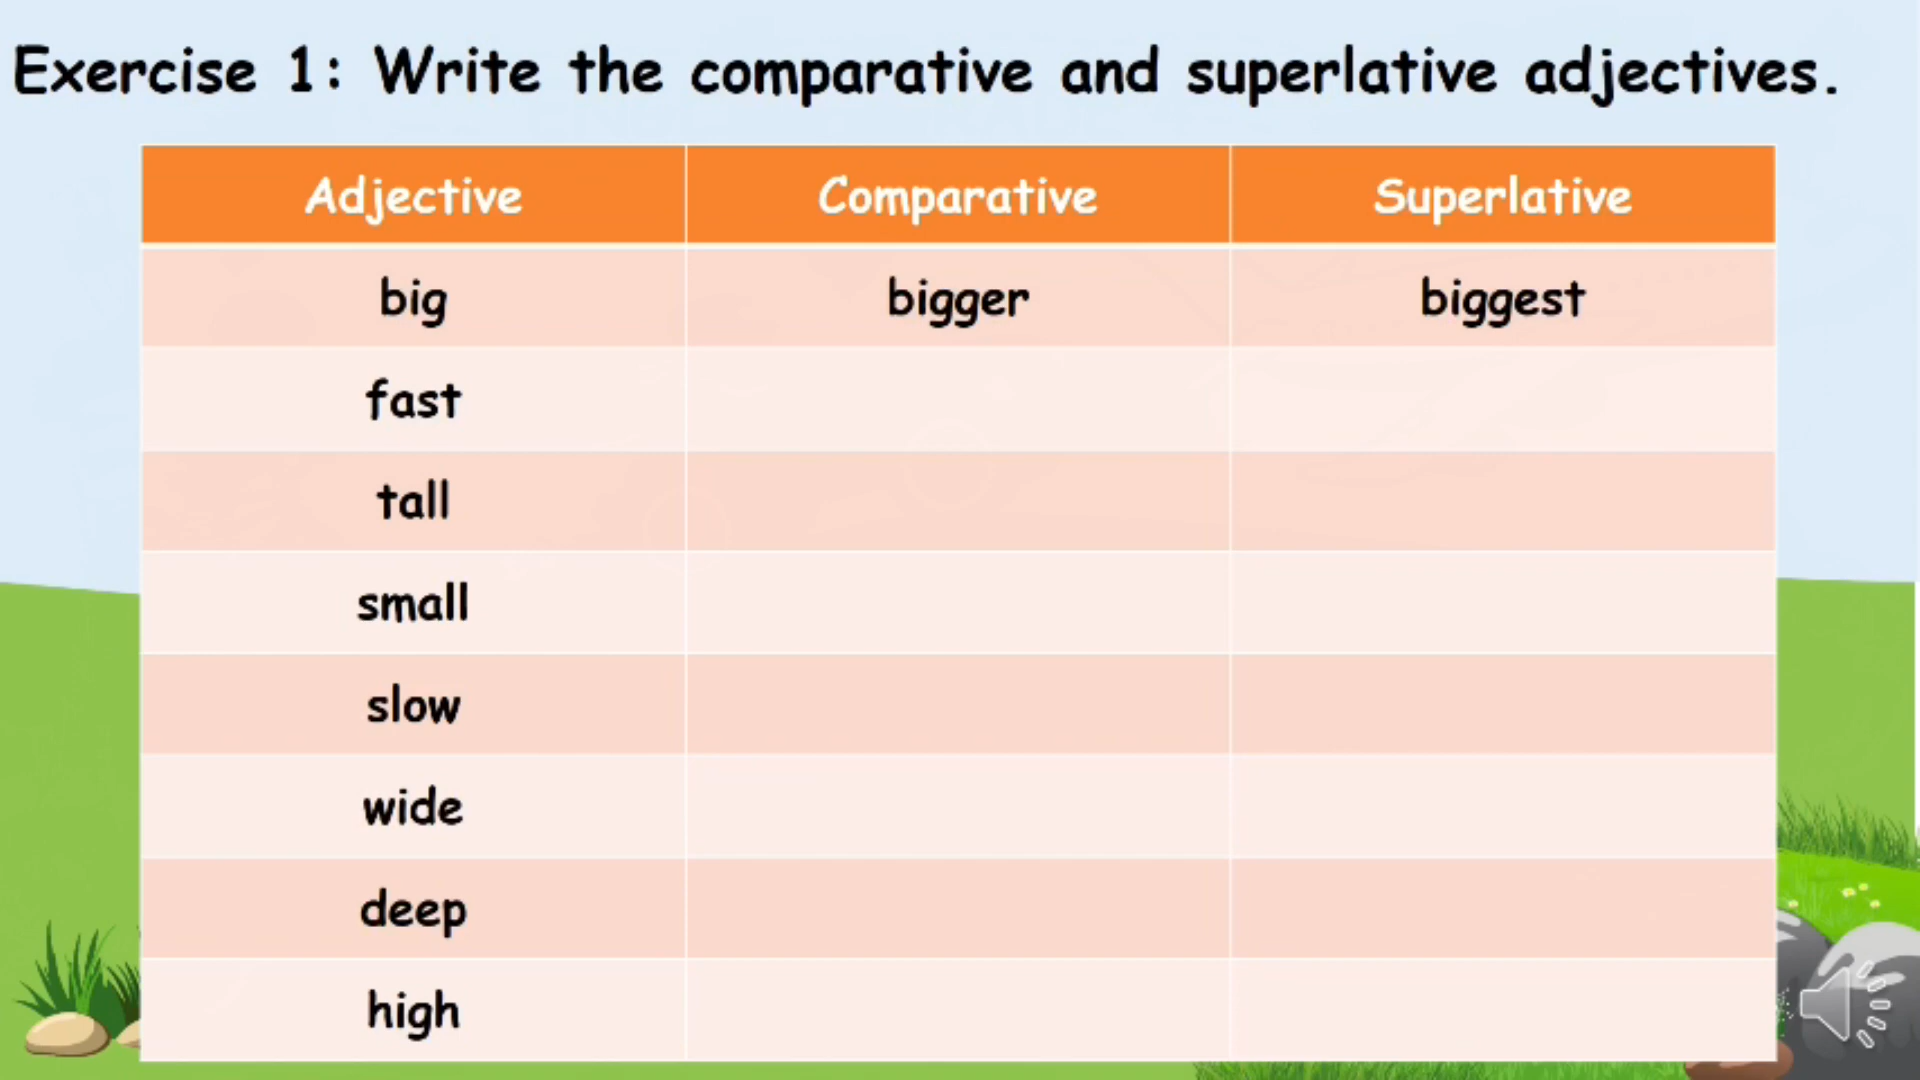 Exercise 1: Write the comparative and superlative adjectives.
Adjective Comparative Superlative
big bigger biggest
fast
tall
small
slow
wide
deep
high